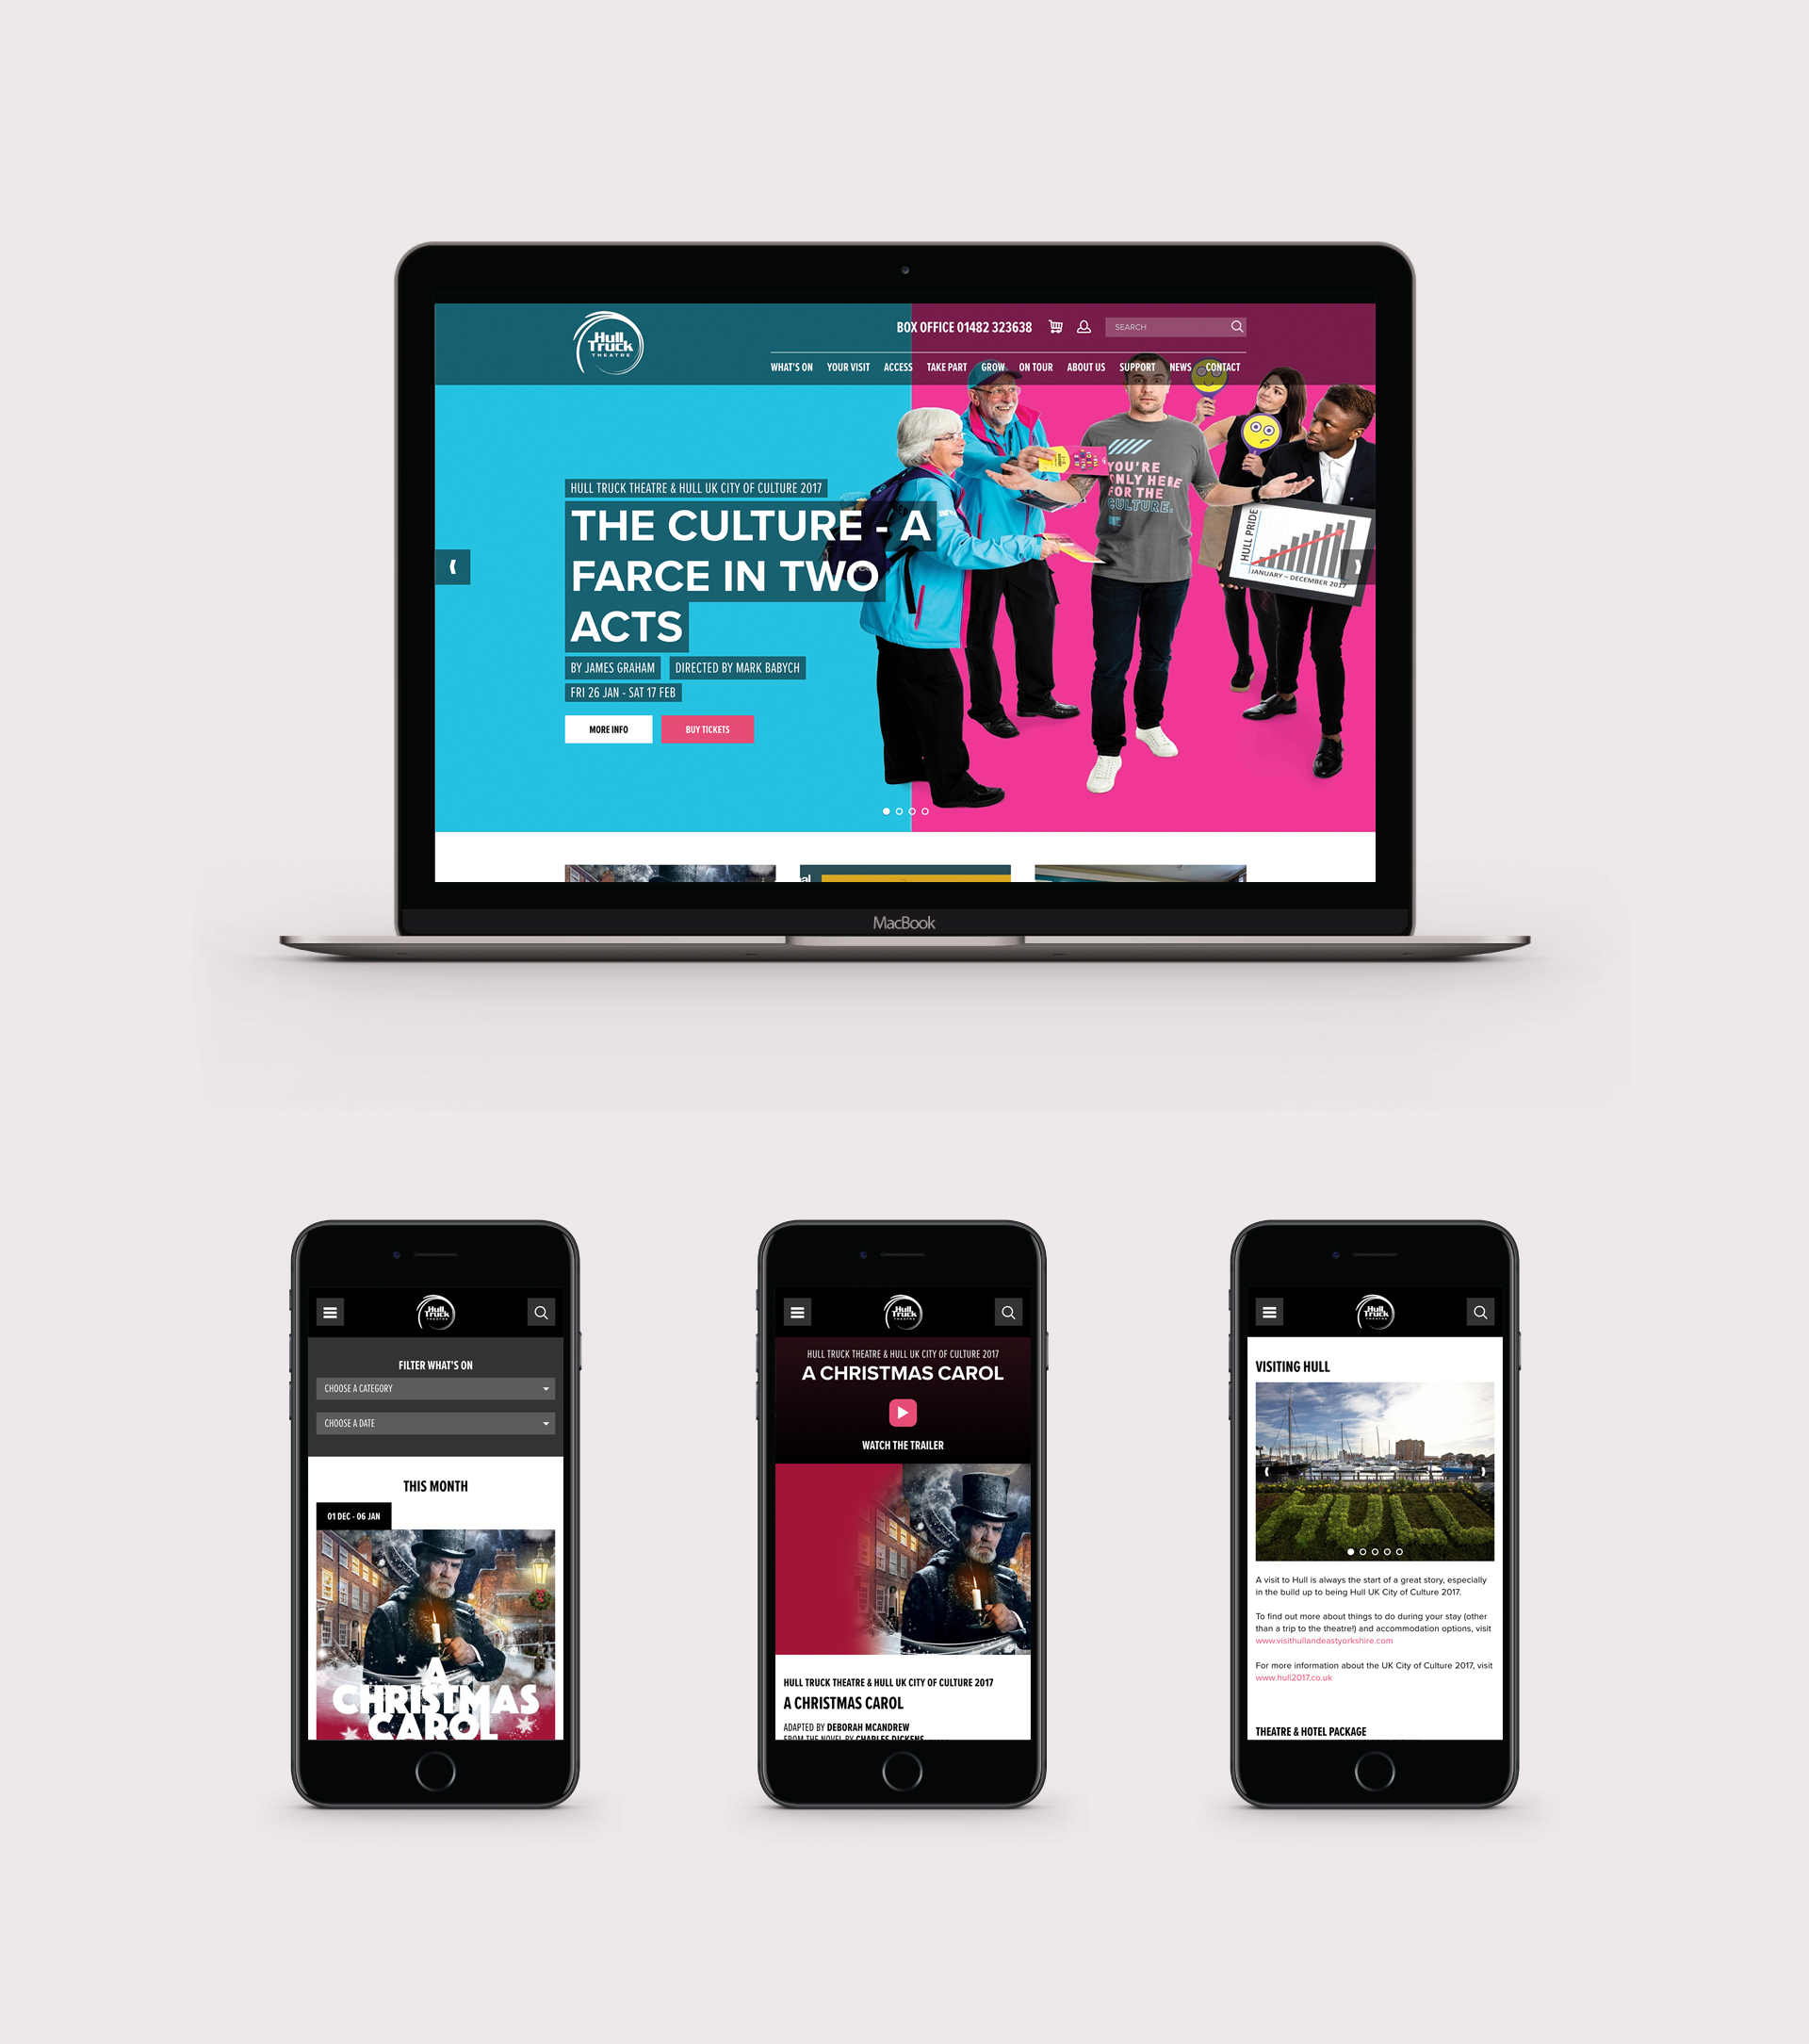 Hull
Truck
THEATRE
BOX OFFICE 01482 323638
SEARCH
WHAT'S ON YOUR VISIT ACCESS TAKE PART GROW ON TOUR ABOUT US SUPPORT NEWS CONTACT
HULL TRUCK THEATRE & HULL UK CITY OF CULTURE 2017
THE CULTURE - A
FARCE IN TWO
ACTS
BY JAMES GRAHAM DIRECTED BY MARK BABYCH
FRI 26 JAN - SAT 17 FEB
MORE INFO BUY TICKETS
YOU'RE
ONLY HERE
FOR THE
CULTURE.
HULL PRIDE
JANUARY – DECEMBER 2017
MacBook
Hull
Truck
THEATRE
FILTER WHAT'S ON
CHOOSE A CATEGORY
CHOOSE A DATE
THIS MONTH
01 DEC - 06 JAN
A
CHRISTMAS
CAROL
Hull
Truck
THEATRE
HULL TRUCK THEATRE & HULL UK CITY OF CULTURE 2017
A CHRISTMAS CAROL
WATCH THE TRAILER
HULL TRUCK THEATRE & HULL UK CITY OF CULTURE 2017
A CHRISTMAS CAROL
ADAPTED BY DEBORAH MCANDREW
FROM THE NOVEL BY CHARLES DICKENS
Hull
Truck
THEATRE
VISITING HULL
HULL
A visit to Hull is always the start of a great story, especially
in the build up to being Hull UK City of Culture 2017.
To find out more about things to do during your stay (other
than a trip to the theatre!) and accommodation options, visit
www.visithullandeastyorkshire.com
For more information about the UK City of Culture 2017, visit
www.hull2017.co.uk
THEATRE & HOTEL PACKAGE